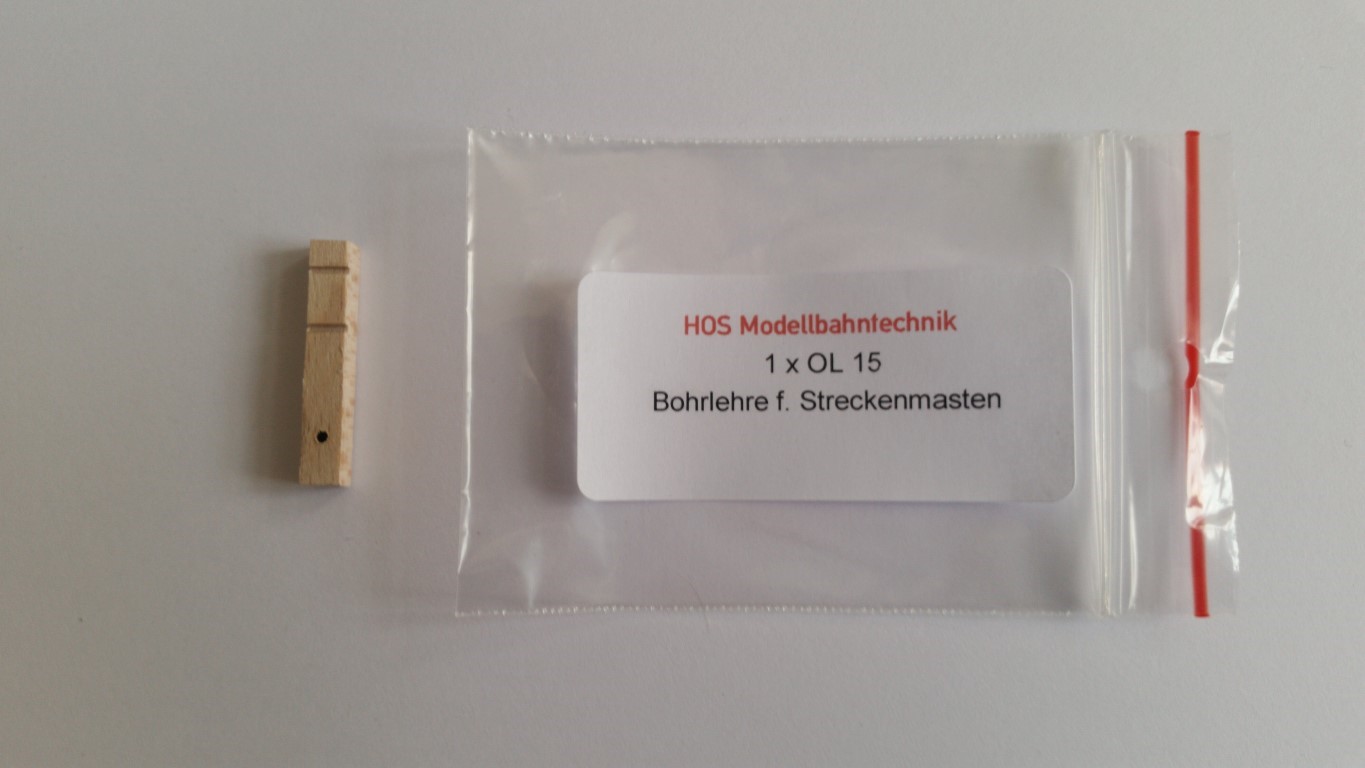 HOS Modellbahntechnik
1 x OL 15
Bohrlehre f. Streckenmasten